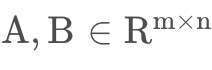 A, B ∈ R^{m×n}